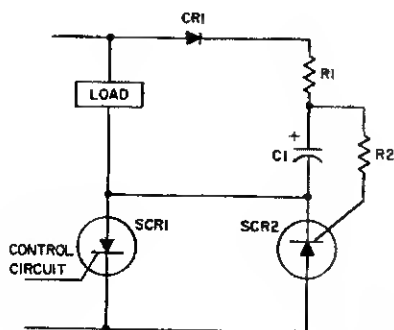 CR1
R1
LOAD
+
C1
R2
SCR1
SCR2
CONTROL
CIRCUIT